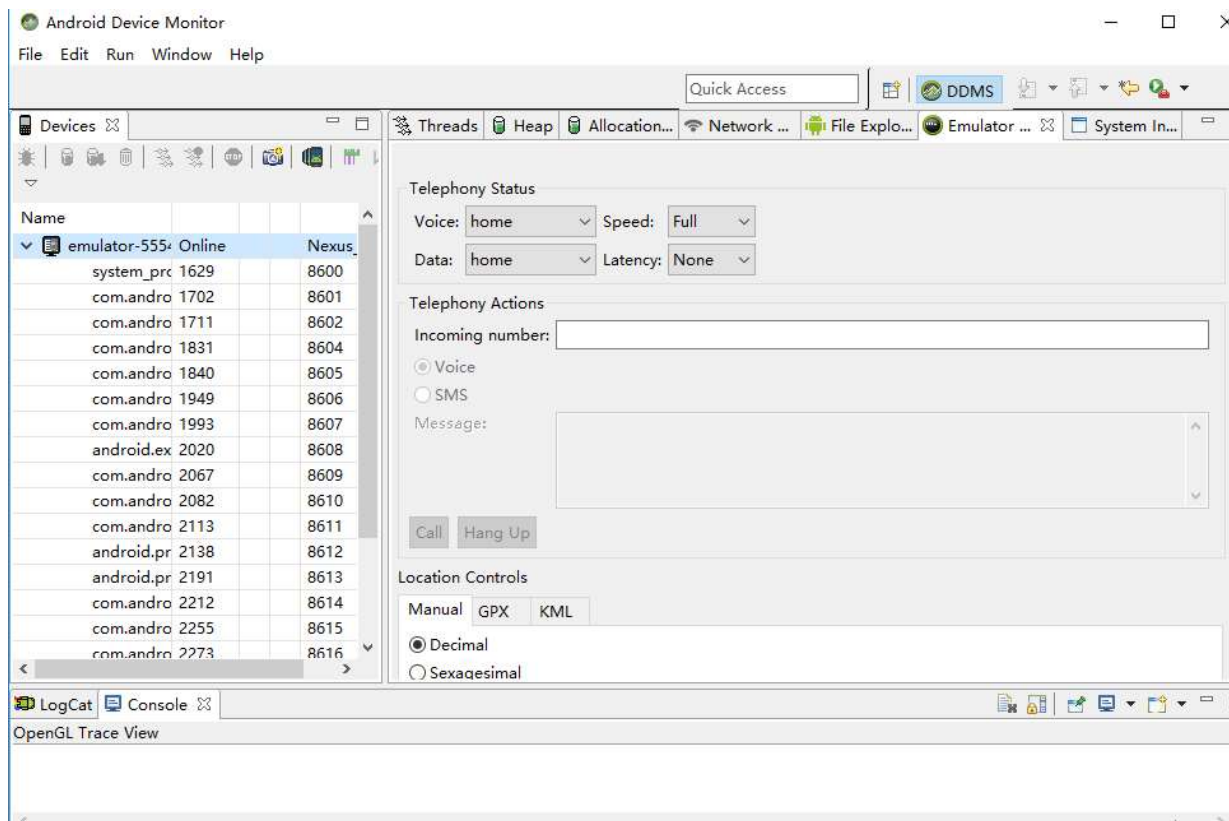 Android Device Monitor
File Edit Run Window Help
Quick Access
DDMS
Devices
Threads Heap Allocation... Network ... File Explo... Emulator ... System In...
Name
emulator-5554 Online Nexus_
system_pro 1629 8600
com.andro 1702 8601
com.andro 1711 8602
com.andro 1831 8604
com.andro 1840 8605
com.andro 1949 8606
com.andro 1993 8607
android.ex 2020 8608
com.andro 2067 8609
com.andro 2082 8610
com.andro 2113 8611
android.pr 2138 8612
android.pr 2191 8613
com.andro 2212 8614
com.andro 2255 8615
com.andro 2273 8616
Telephony Status
Voice: home Speed: Full
Data: home Latency: None
Telephony Actions
Incoming number:
Voice
SMS
Message:
Call Hang Up
Location Controls
Manual GPX KML
Decimal
Sexagesimal
LogCat Console
OpenGL Trace View